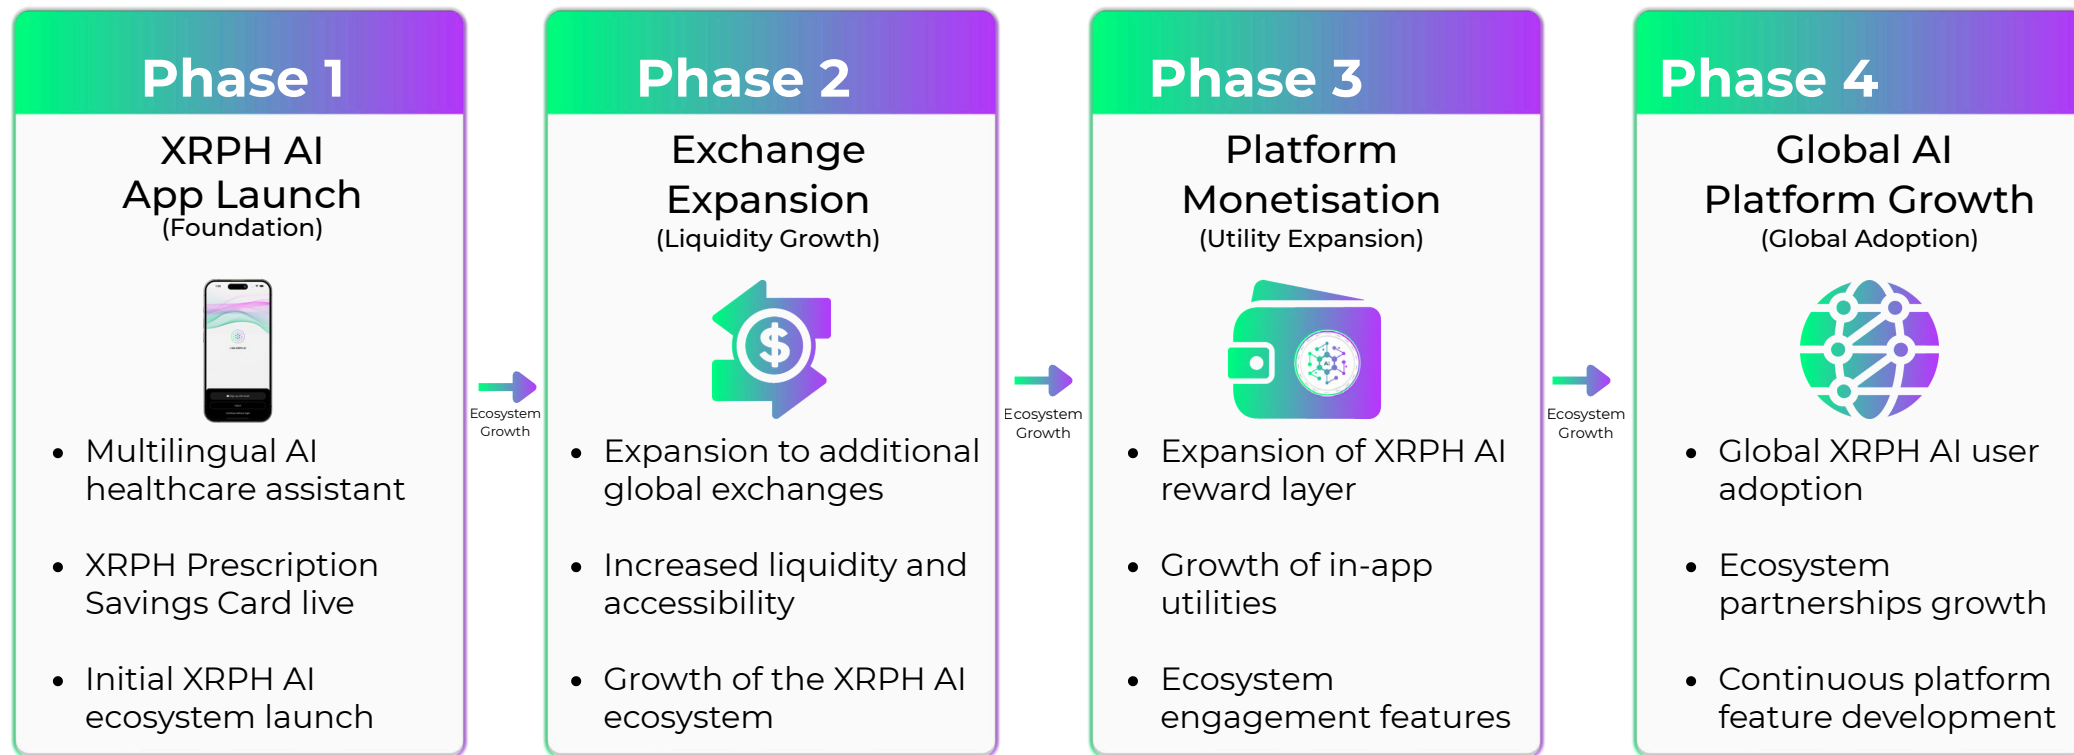 Phase 1
XRPH AI
App Launch
(Foundation)
• Multilingual AI
healthcare assistant
• XRPH Prescription
Savings Card live
• Initial XRPH AI
ecosystem launch
Ecosystem
Growth
Phase 2
Exchange
Expansion
(Liquidity Growth)
$
• Expansion to additional
global exchanges
• Increased liquidity and
accessibility
• Growth of the XRPH AI
ecosystem
Ecosystem
Growth
Phase 3
Platform
Monetisation
(Utility Expansion)
AI
• Expansion of XRPH AI
reward layer
• Growth of in-app
utilities
• Ecosystem
engagement features
Ecosystem
Growth
Phase 4
Global AI
Platform Growth
(Global Adoption)
• Global XRPH AI user
adoption
• Ecosystem
partnerships growth
• Continuous platform
feature development